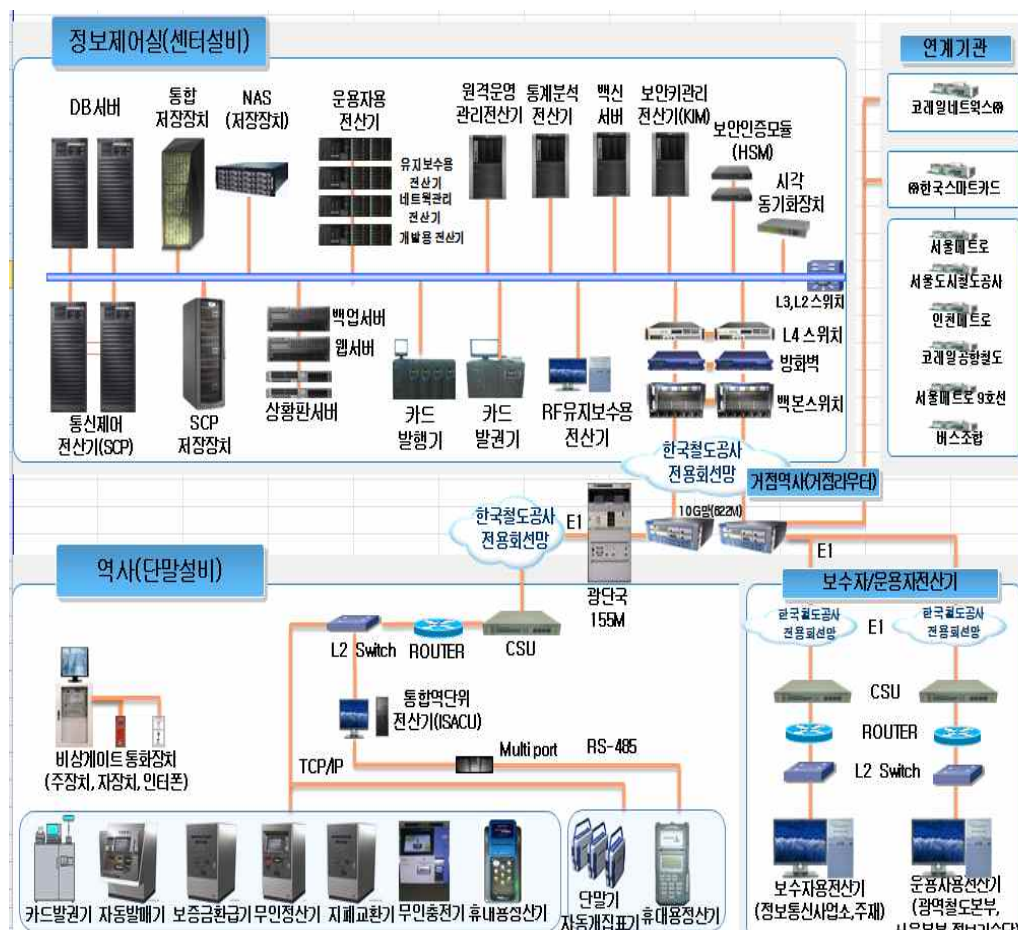 정보제어실(센터설비)
연계기관
DB서버
통합
저장장치
NAS
(저장장치)
운용자용
전산기
유지보수용
전산기
네트웍관리
전산기
개발용 전산기
원격운영
관리전산기
통계분석
전산기
백신
서버
보안키관리
전산기(KIM)
보안인증모듈
(HSM)
시각
동기화장치
코레일네트웍스㈜
㈜한국스마트카드
서울메트로
서울도시철도공사
인천메트로
코레일공항철도
서울메트로 9호선
버스조합
L3,L2스위치
L4스위치
방화벽
백본스위치
통신제어
전산기(SCP)
SCP
저장장치
백업서버
웹서버
상황판서버
카드
발행기
카드
발권기
RF유지보수용
전산기
한국철도공사
전용회선망
거점역사(거점라우터)
10G망(622M)
한국철도공사
전용회선망
E1
광단국
155M
E1
역사(단말설비)
L2 Switch
ROUTER
CSU
통합역단위
전산기(ISACU)
Multi port
RS-485
TCP/IP
비상게이트통화장치
(주장치, 자장치, 인터폰)
카드발권기
자동발매기
보증금환급기
무인정산기
지폐교환기
무인충전기
휴대용정산기
단말기
자동개집표기
휴대용정산기
보수자/운용자전산기
한국철도공사
전용회선망
E1
한국철도공사
전용회선망
CSU
ROUTER
L2 Switch
보수자용전산기
(정보통신사업소,주재)
운용사용전산기
(광역철도본부,